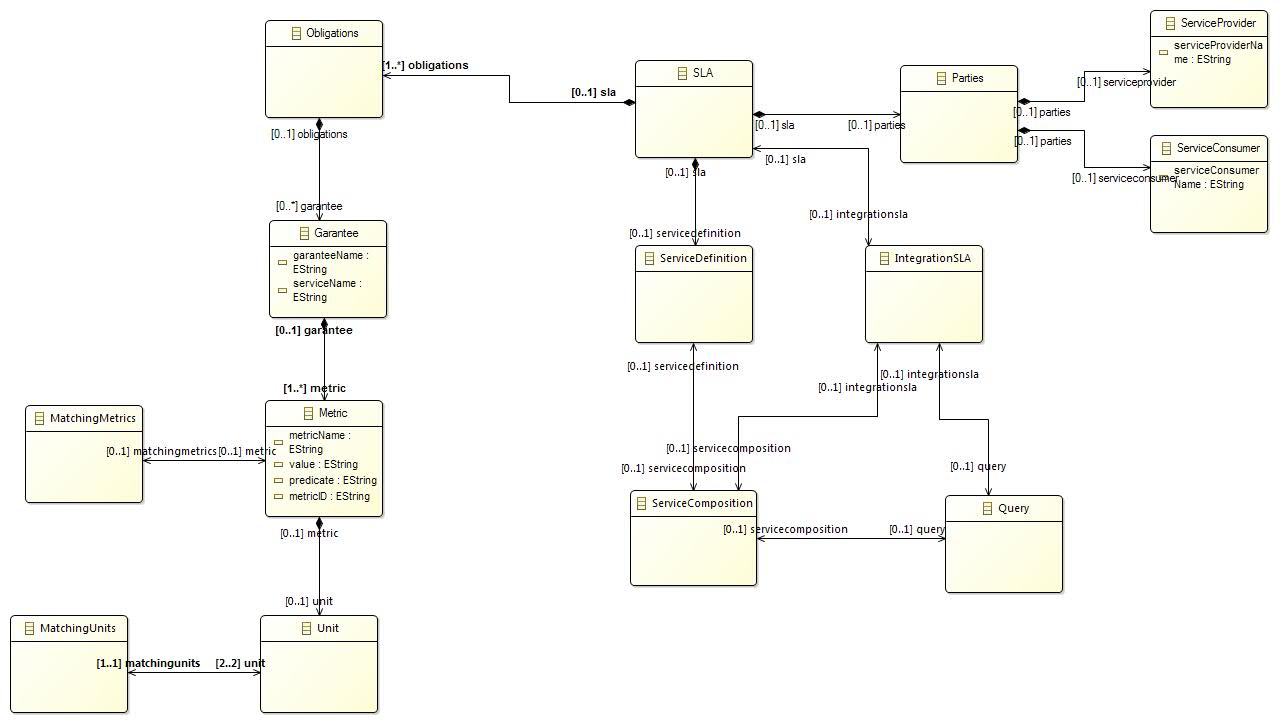 Obligations
[1..*] obligations
[0..1] sla
SLA
Parties
ServiceProvider
serviceProviderNa
me : EString
[0..1] serviceprovider
[0..1] parties
[0..1] sla
[0..1] parties
[0..1] obligations
[0..1] sla
[0..1] sla
[0..1] parties
ServiceConsumer
serviceConsumer
Name : EString
[0..1] serviceconsumer
[0..*] garantee
[0..1] integrationsla
Garantee
garanteeName :
EString
serviceName :
EString
[0..1] servicedefinition
ServiceDefinition
IntegrationSLA
[0..1] garantee
[0..1] servicedefinition
[0..1] integrationsla
[0..1] integrationsla
[1..*] metric
MatchingMetrics
Metric
metricName :
EString
value : EString
predicate : EString
metricID : EString
[0..1] matchingmetrics
[0..1] metric
[0..1] servicecomposition
[0..1] servicecomposition
[0..1] query
ServiceComposition
Query
[0..1] servicecomposition
[0..1] query
[0..1] metric
[0..1] unit
MatchingUnits
Unit
[1..1] matchingunits
[2..2] unit